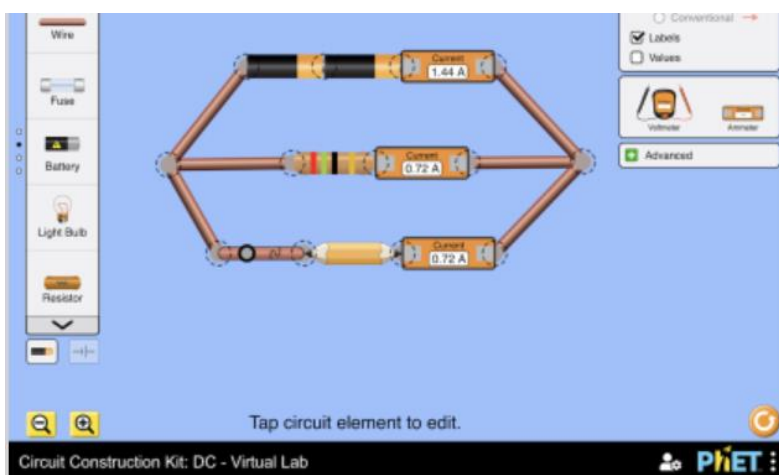 Wire
Fuse
Battery
Light Bulb
Resistor
Current
1.44 A
Current
0.72 A
Current
0.72 A
Conventional
Labels
Values
Voltmeter
Ammeter
Advanced
Tap circuit element to edit.
Circuit Construction Kit: DC - Virtual Lab
PhET